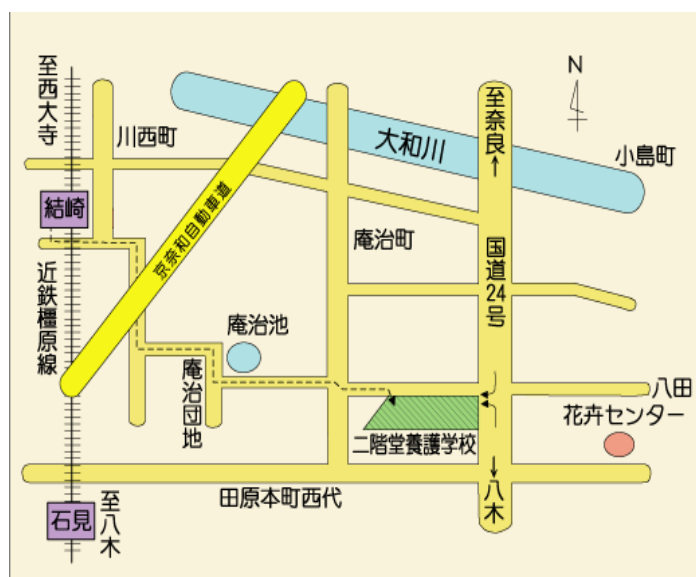 至西大寺
川西町
N
至奈良
大和川
小島町
結崎
京奈和自動車道
庵治町
国道24号
近鉄橿原線
庵治池
庵治団地
八田
花卉センター
二階堂養護学校
八木
田原本町西代
至八木
石見